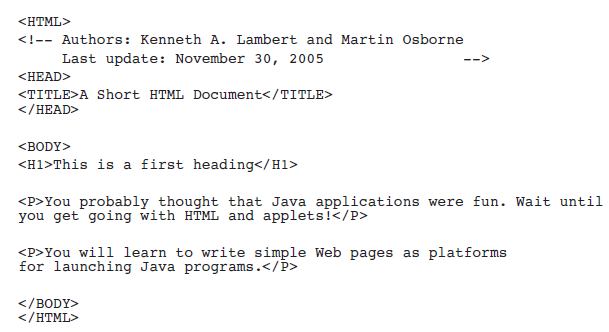 <HTML>
<!-- Authors: Kenneth A. Lambert and Martin Osborne
     Last update: November 30, 2005                -->
<HEAD>
<TITLE>A Short HTML Document</TITLE>
</HEAD>
<BODY>
<H1>This is a first heading</H1>
<P>You probably thought that Java applications were fun. Wait until
you get going with HTML and applets!</P>
<P>You will learn to write simple Web pages as platforms
for launching Java programs.</P>
</BODY>
</HTML>